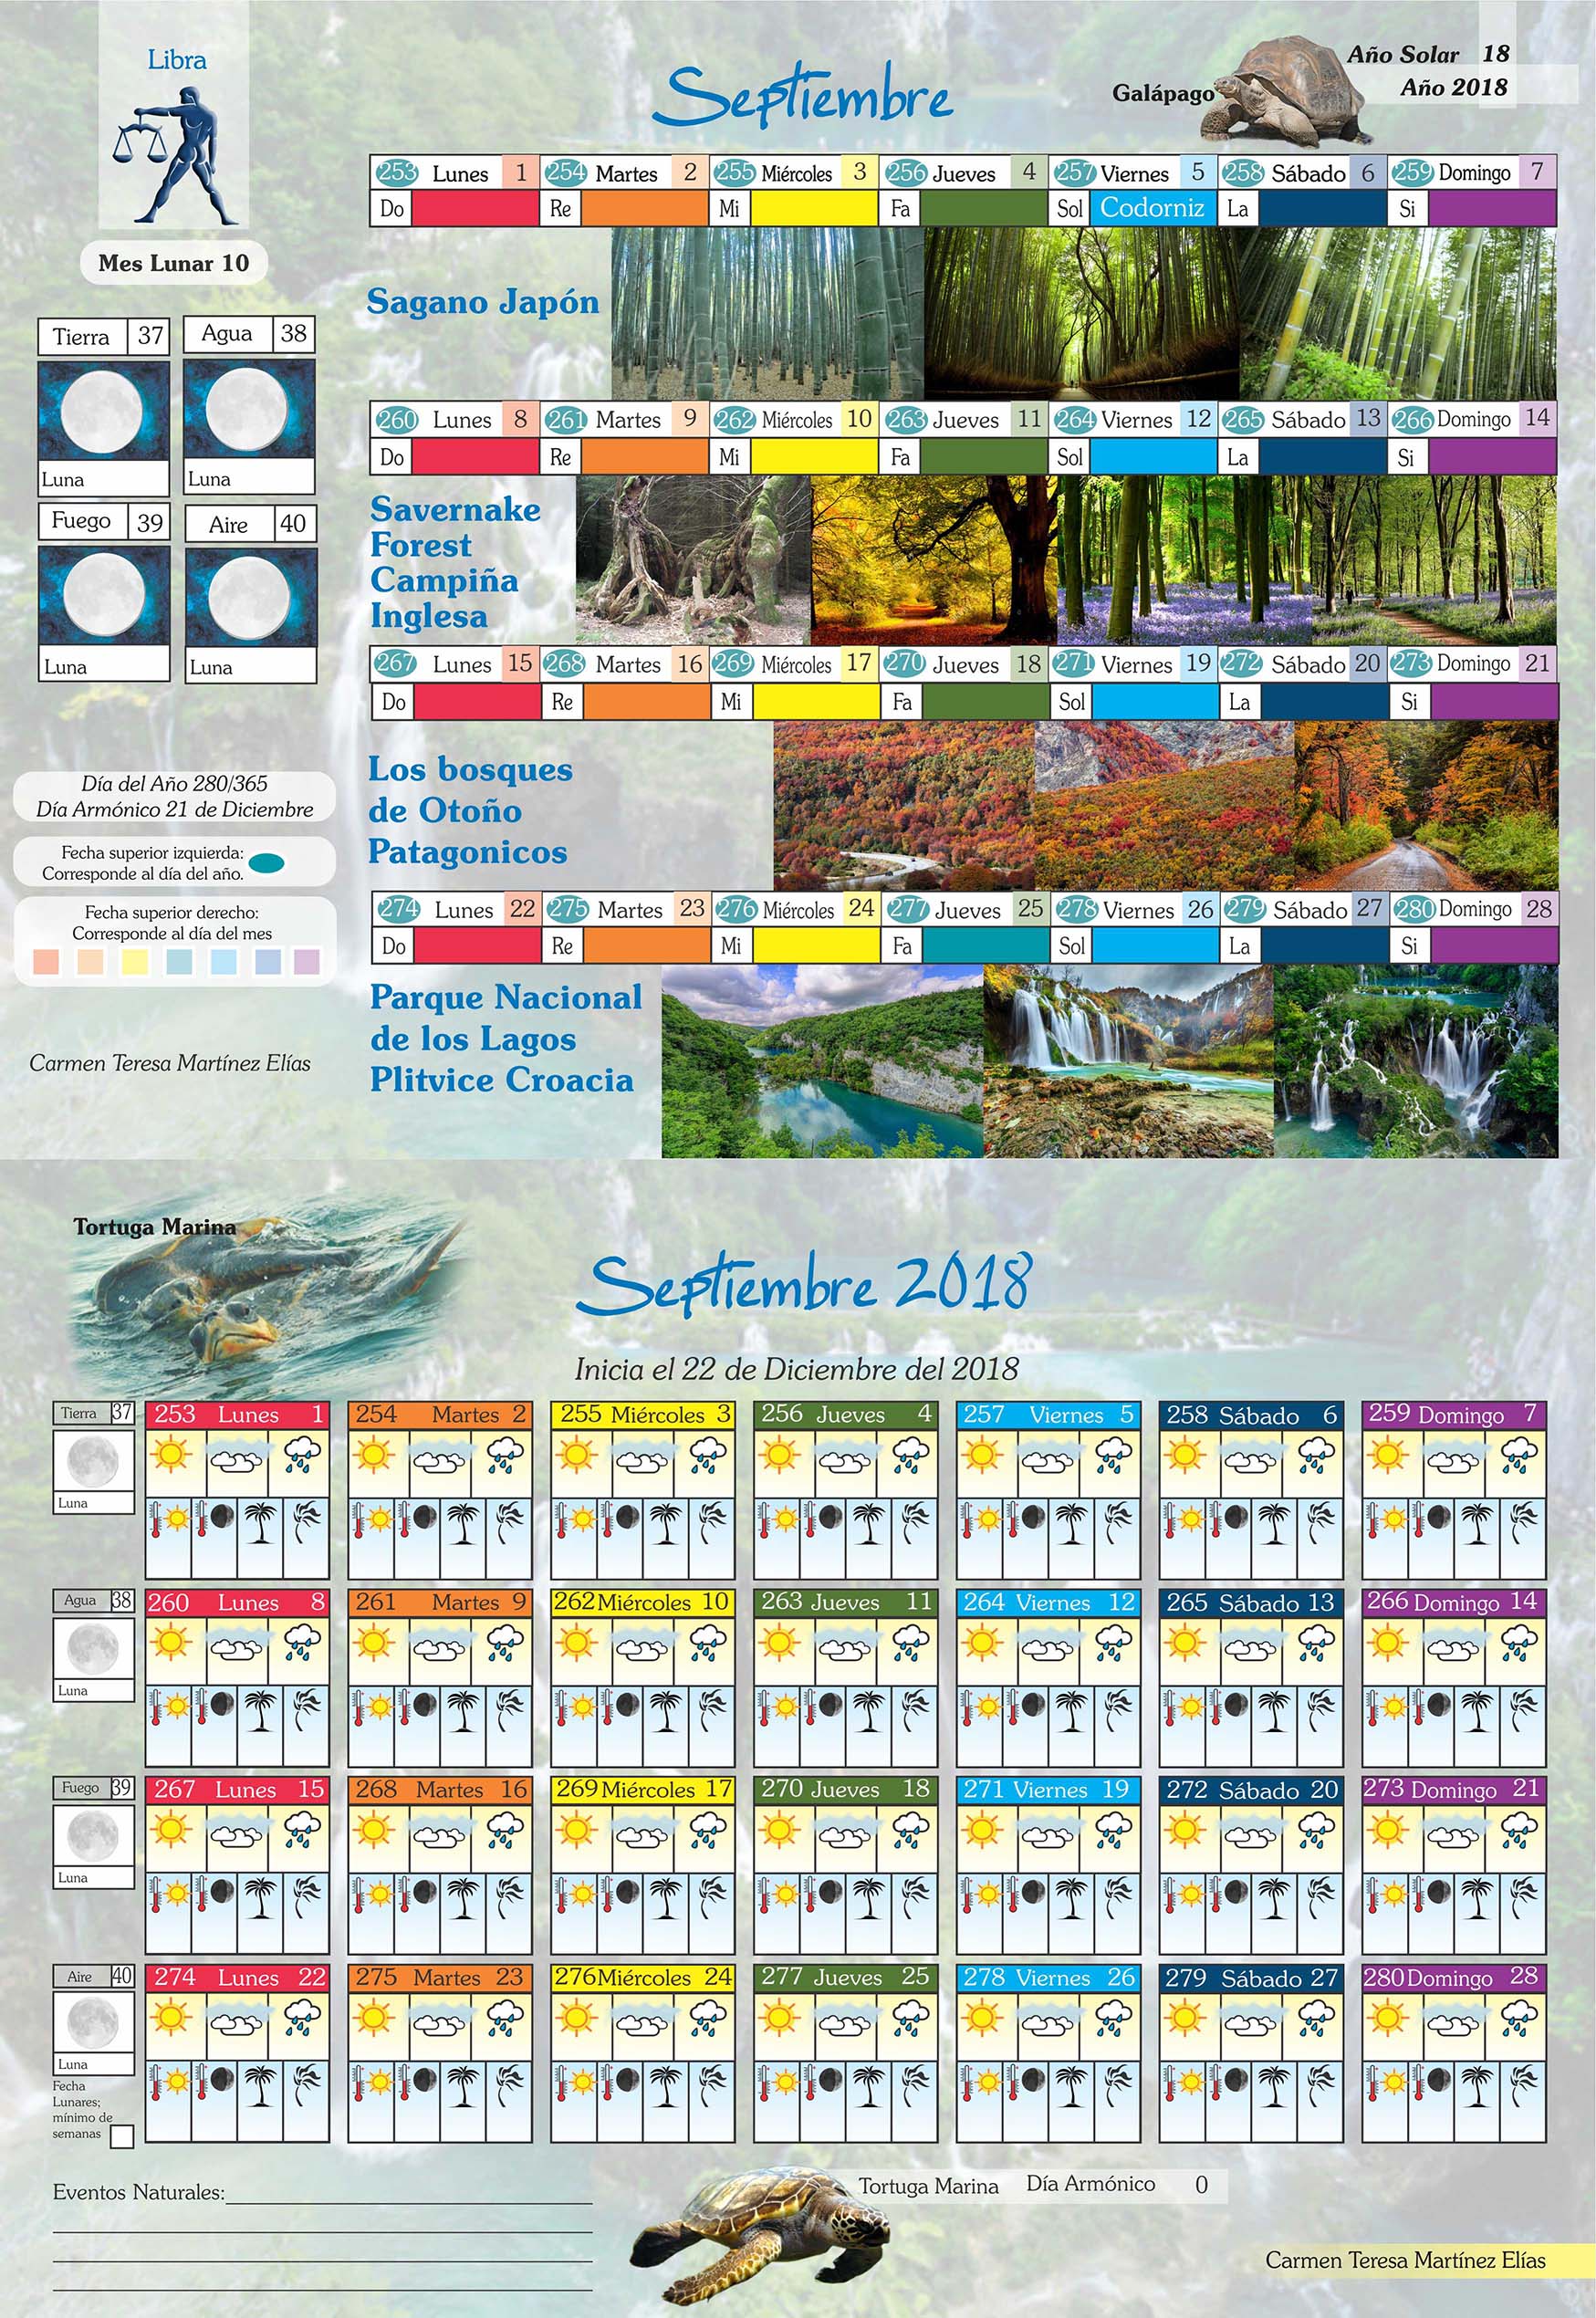 Libra
Septiembre
Galápago
Año Solar 18
Año 2018
Mes Lunar 10
253 Lunes 1 254 Martes 2 255 Miércoles 3 256 Jueves 4 257 Viernes 5 258 Sábado 6 259 Domingo 7
Do Re Mi Fa Sol Codorniz La Si
Sagano Japón
Tierra 37 Agua 38
Luna Luna
Fuego 39 Aire 40
Luna Luna
260 Lunes 8 261 Martes 9 262 Miércoles 10 263 Jueves 11 264 Viernes 12 265 Sábado 13 266 Domingo 14
Do Re Mi Fa Sol La Si
Savernake
Forest
Campiña
Inglesa
267 Lunes 15 268 Martes 16 269 Miércoles 17 270 Jueves 18 271 Viernes 19 272 Sábado 20 273 Domingo 21
Do Re Mi Fa Sol La Si
Los bosques
de Otoño
Patagonicos
Día del Año 280/365
Día Armónico 21 de Diciembre
Fecha superior izquierda:
Corresponde al día del año.
Fecha superior derecho:
Corresponde al día del mes
274 Lunes 22 275 Martes 23 276 Miércoles 24 277 Jueves 25 278 Viernes 26 279 Sábado 27 280 Domingo 28
Do Re Mi Fa Sol La Si
Parque Nacional
de los Lagos
Plitvice Croacia
Carmen Teresa Martínez Elías
Tortuga Marina
Septiembre 2018
Inicia el 22 de Diciembre del 2018
Tierra 37 253 Lunes 1 254 Martes 2 255 Miércoles 3 256 Jueves 4 257 Viernes 5 258 Sábado 6 259 Domingo 7
Luna
Agua 38 260 Lunes 8 261 Martes 9 262 Miércoles 10 263 Jueves 11 264 Viernes 12 265 Sábado 13 266 Domingo 14
Luna
Fuego 39 267 Lunes 15 268 Martes 16 269 Miércoles 17 270 Jueves 18 271 Viernes 19 272 Sábado 20 273 Domingo 21
Luna
Aire 40 274 Lunes 22 275 Martes 23 276 Miércoles 24 277 Jueves 25 278 Viernes 26 279 Sábado 27 280 Domingo 28
Luna
Fecha
Lunares;
mínimo de
semanas
Eventos Naturales:
Tortuga Marina Día Armónico 0
Carmen Teresa Martínez Elías